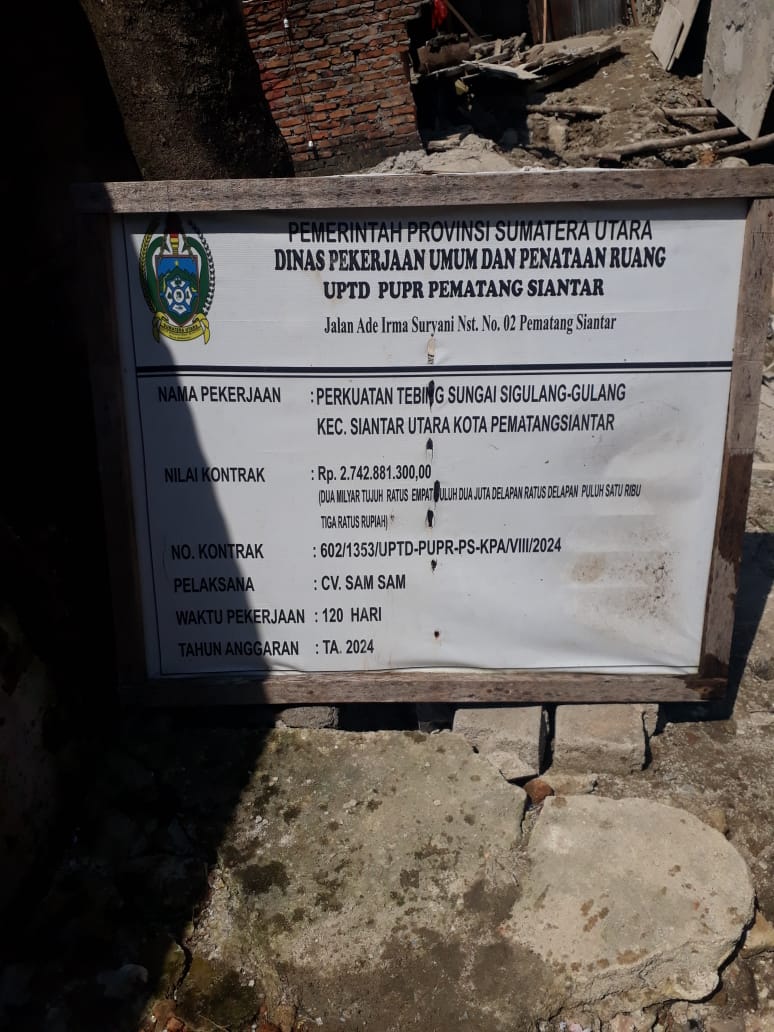 PEMERINTAH PROVINSI SUMATERA UTARA
DINAS PEKERJAAN UMUM DAN PENATAAN RUANG
UPTD PUPR PEMATANG SIANTAR
Jalan Ade Irma Suryani Nst. No. 02 Pematang Siantar
SUMATERA UTARA
NAMA PEKERJAAN : PERKUATAN TEBING SUNGAI SIGULANG-GULANG
KEC. SIANTAR UTARA KOTA PEMATANGSIANTAR
NILAI KONTRAK : Rp. 2.742.881.300,00
(DUA MILYAR TUJUH RATUS EMPAT PULUH DUA JUTA DELAPAN RATUS DELAPAN PULUH SATU RIBU
TIGA RATUS RUPIAH)
NO. KONTRAK : 602/1353/UPTD-PUPR-PS-KPA/VIII/2024
PELAKSANA : CV. SAM SAM
WAKTU PEKERJAAN : 120 HARI
TAHUN ANGGARAN : TA. 2024